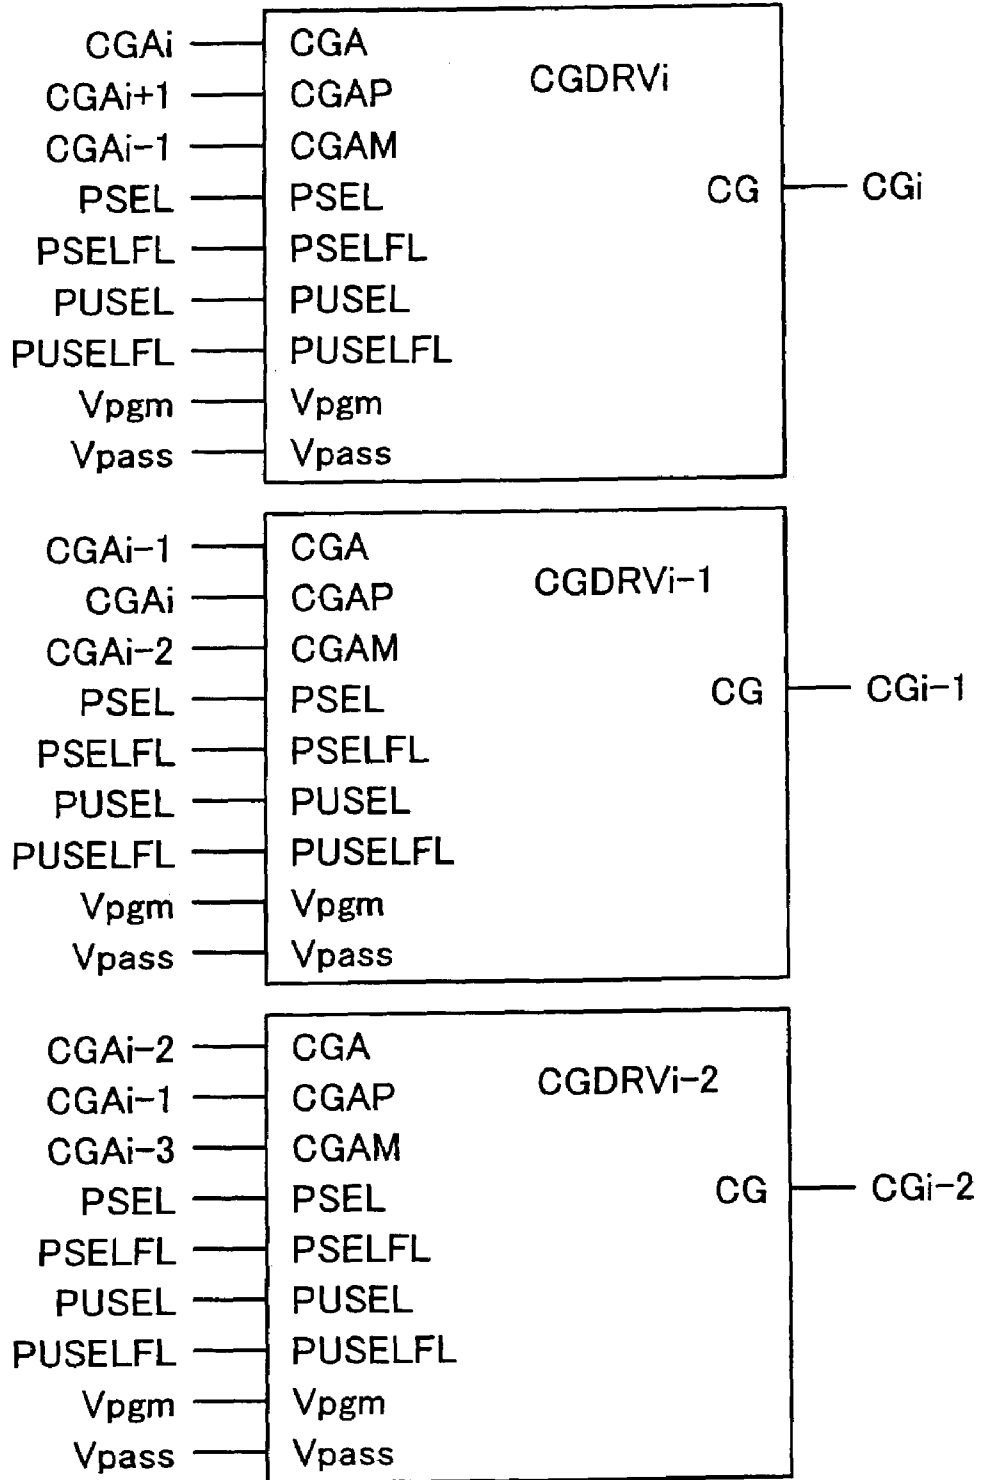 CGAi CGA
CGDRVi
CGAi+1 CGAP
CGAi-1 CGAM
PSEL PSEL CG CGi
PSELFL PSELFL
PUSEL PUSEL
PUSELFL PUSELFL
Vpgm Vpgm
Vpass Vpass
CGAi-1 CGA
CGDRVi-1
CGAi CGAP
CGAi-2 CGAM
PSEL PSEL CG CGi-1
PSELFL PSELFL
PUSEL PUSEL
PUSELFL PUSELFL
Vpgm Vpgm
Vpass Vpass
CGAi-2 CGA
CGDRVi-2
CGAi-1 CGAP
CGAi-3 CGAM
PSEL PSEL CG CGi-2
PSELFL PSELFL
PUSEL PUSEL
PUSELFL PUSELFL
Vpgm Vpgm
Vpass Vpass